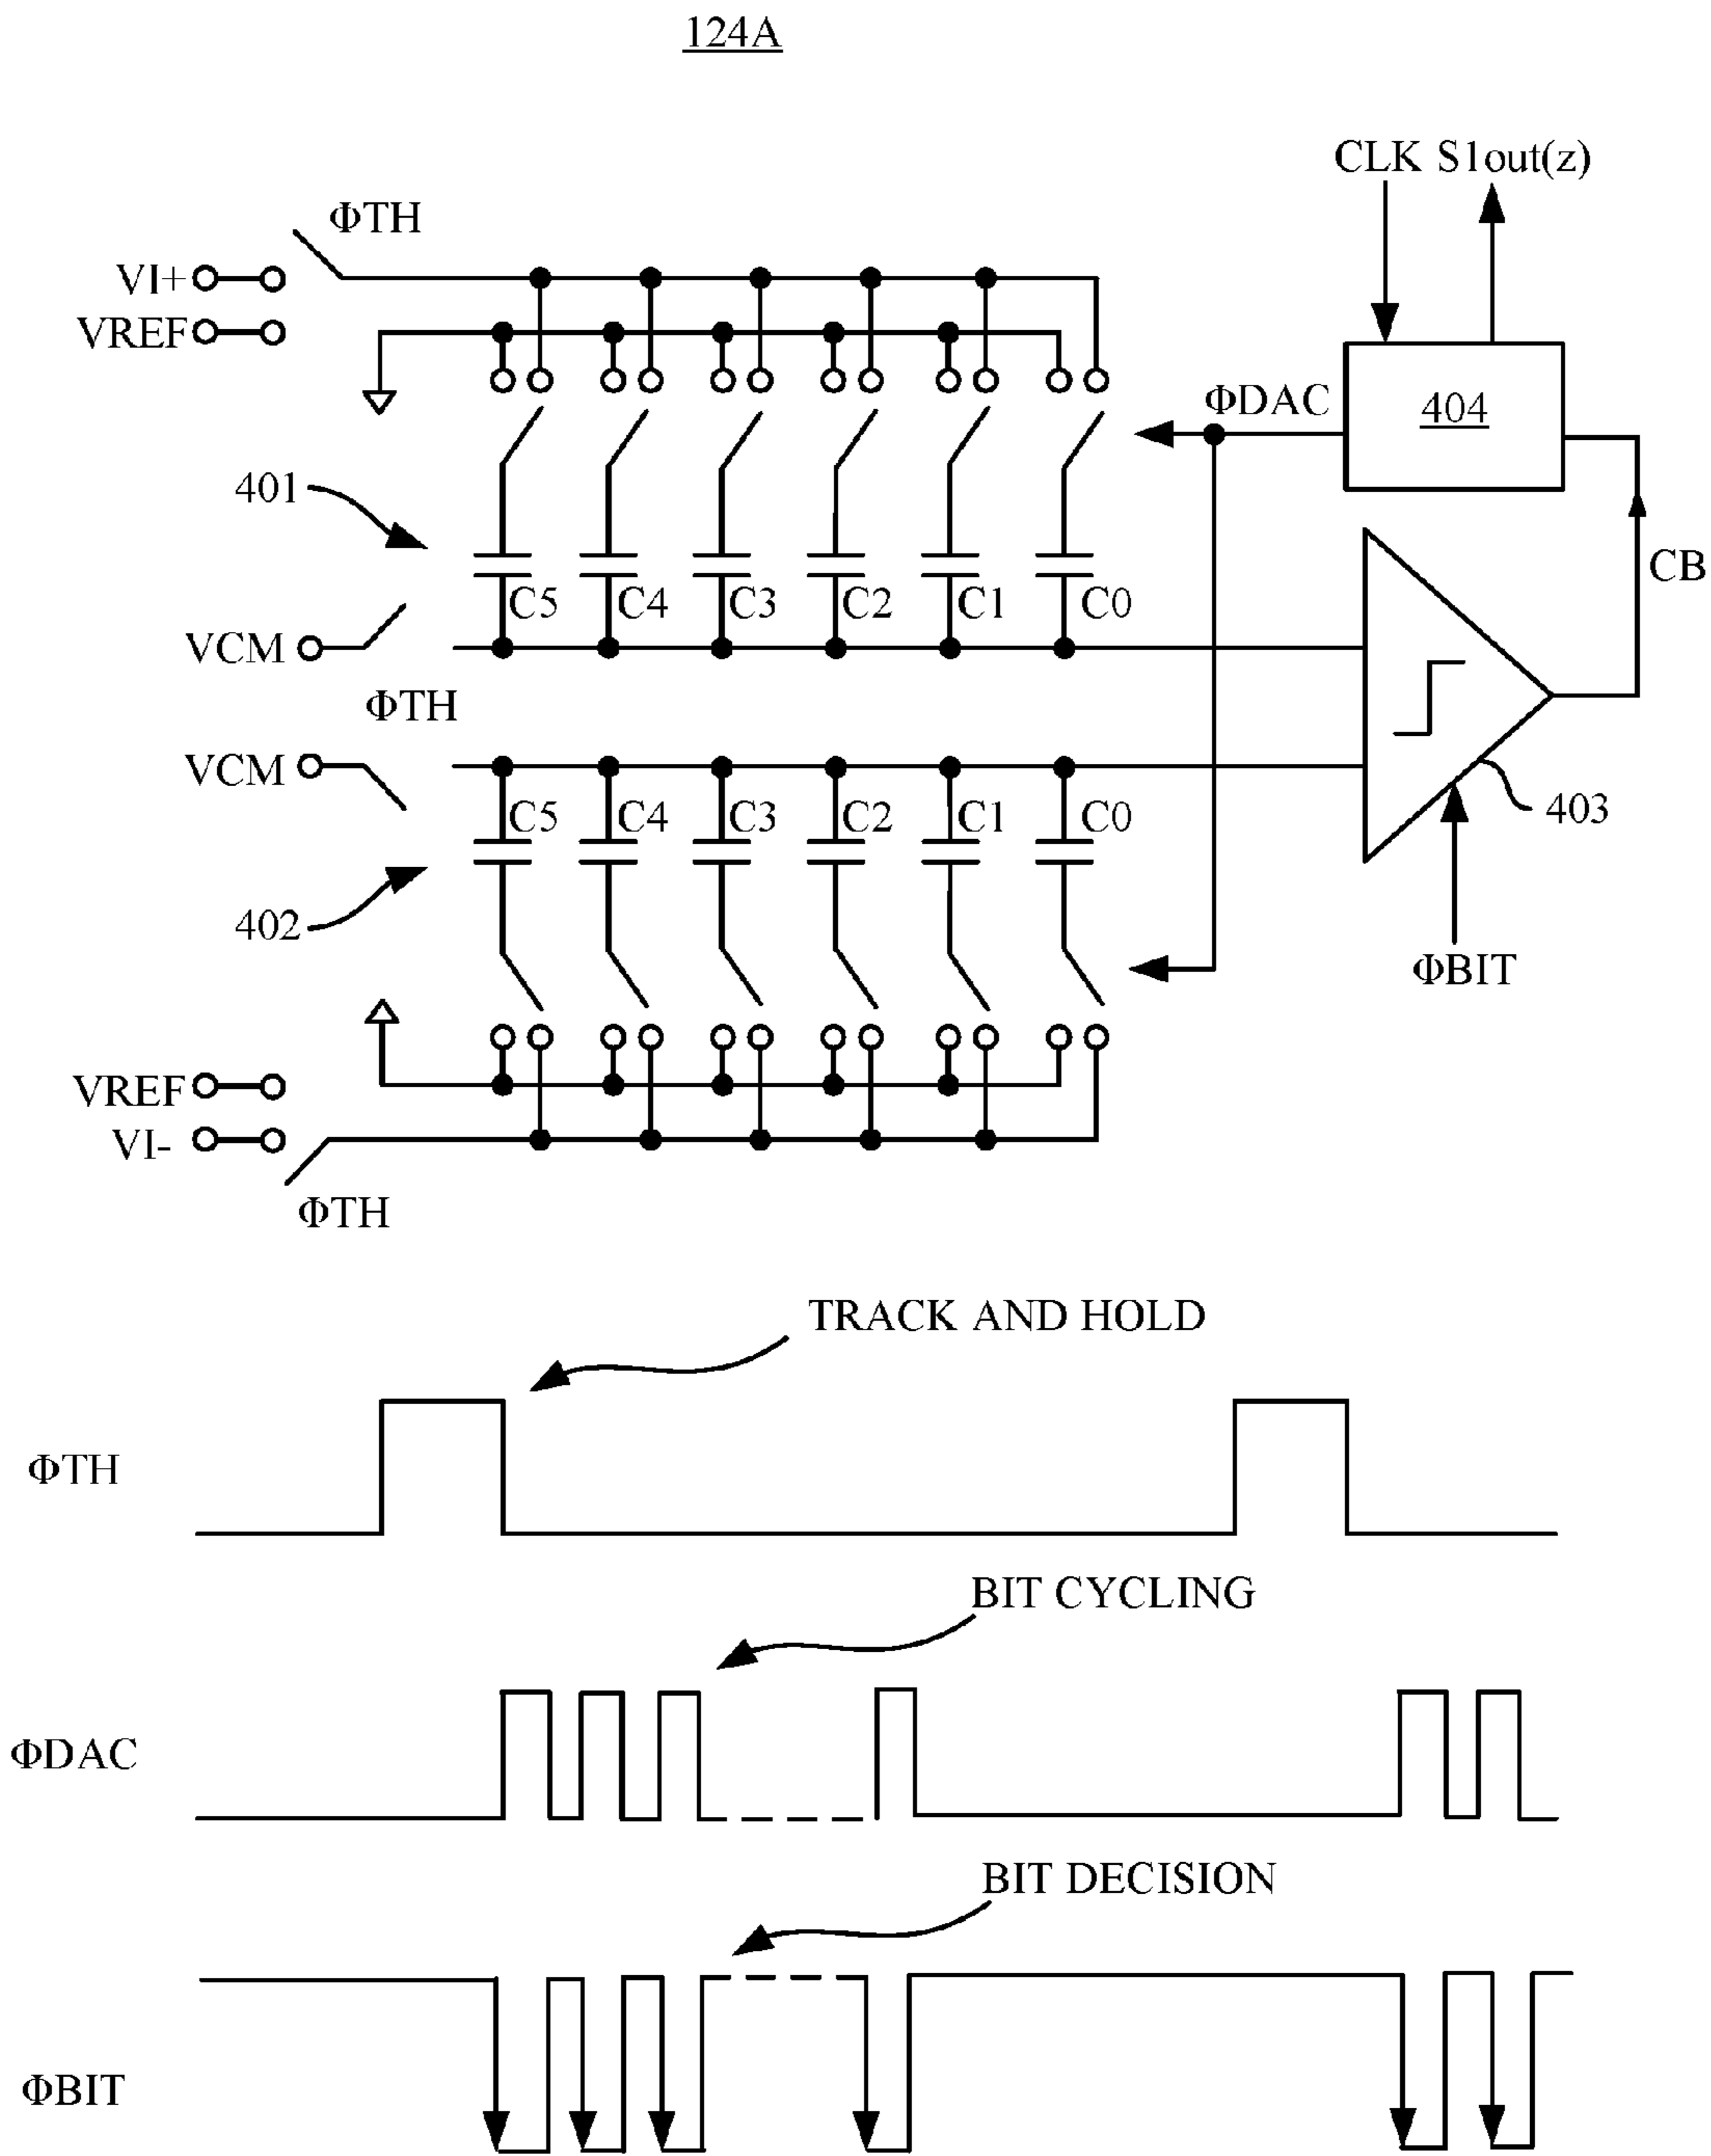 124A
CLK S1out(z)
ΦTH
VI+
VREF
ΦDAC
404
401
CB
C5 C4 C3 C2 C1 C0
VCM
ΦTH
VCM
C5 C4 C3 C2 C1 C0
403
402
ΦBIT
VREF
VI-
ΦTH
TRACK AND HOLD
ΦTH
BIT CYCLING
ΦDAC
BIT DECISION
ΦBIT